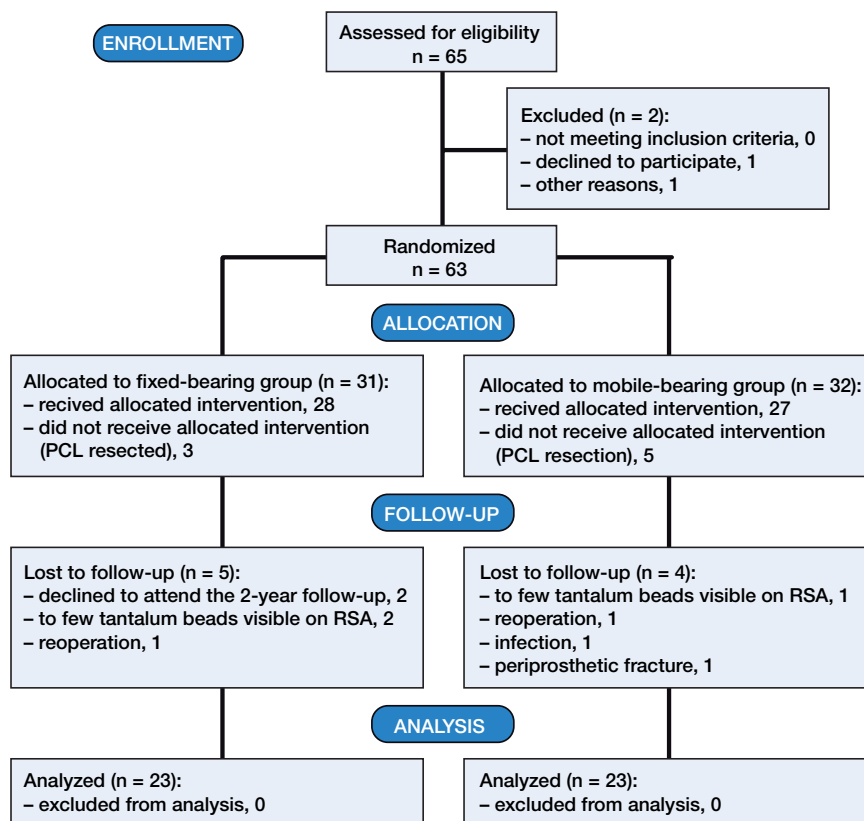 ENROLLMENT
Assessed for eligibility
n = 65
Excluded (n = 2):
– not meeting inclusion criteria, 0
– declined to participate, 1
– other reasons, 1
Randomized
n = 63
ALLOCATION
Allocated to fixed-bearing group (n = 31):
– recived allocated intervention, 28
– did not receive allocated intervention
(PCL resected), 3
Allocated to mobile-bearing group (n = 32):
– recived allocated intervention, 27
– did not receive allocated intervention
(PCL resection), 5
FOLLOW-UP
Lost to follow-up (n = 5):
– declined to attend the 2-year follow-up, 2
– to few tantalum beads visible on RSA, 2
– reoperation, 1
Lost to follow-up (n = 4):
– to few tantalum beads visible on RSA, 1
– reoperation, 1
– infection, 1
– periprosthetic fracture, 1
ANALYSIS
Analyzed (n = 23):
– excluded from analysis, 0
Analyzed (n = 23):
– excluded from analysis, 0